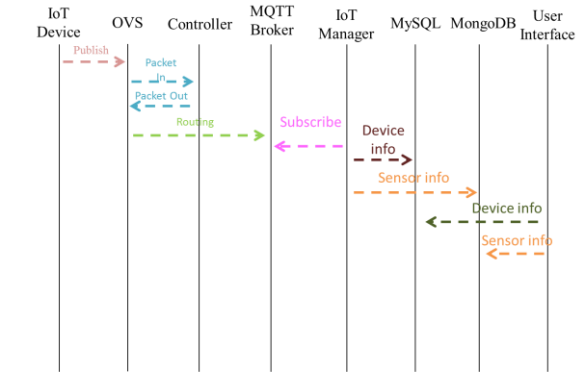 IoT
Device
OVS
Controller
MQTT
Broker
IoT
Manager
MySQL
MongoDB
User
Interface
Publish
Packet
In
Packet Out
Routing
Subscribe
Device
info
Sensor info
Device info
Sensor info